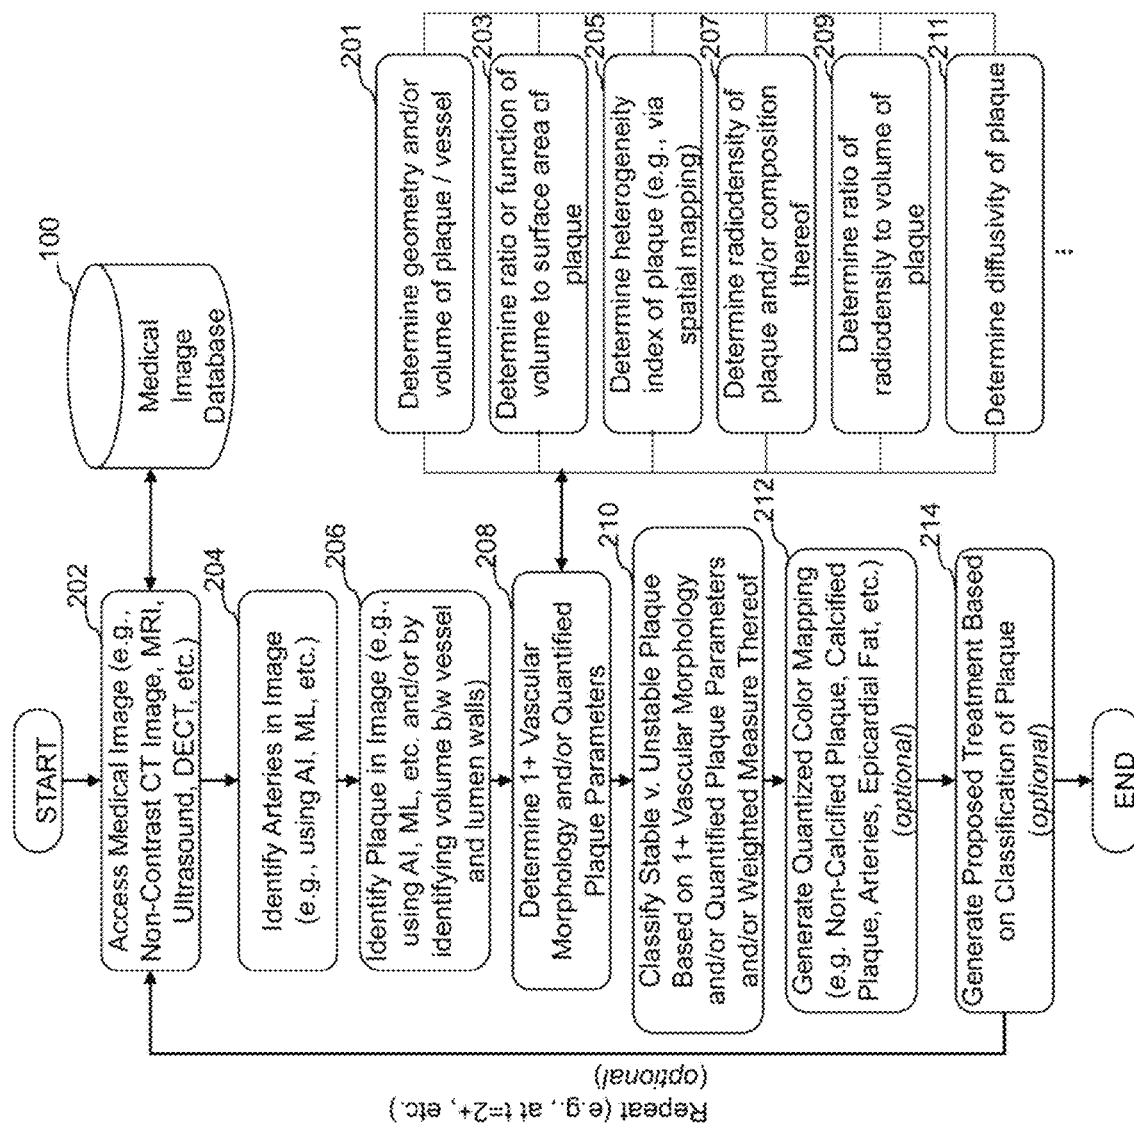 START
202
Access Medical Image (e.g.,
Non-Contrast CT Image, MRI,
Ultrasound, DECT, etc.)
100
Medical
Image
Database
204
Identify Arteries in Image
(e.g., using AI, ML, etc.)
206
Identify Plaque in Image (e.g.,
using AI, ML, etc. and/or by
identifying volume b/w vessel
and lumen walls)
208
Determine 1+ Vascular
Morphology and/or Quantified
Plaque Parameters
210
Classify Stable v. Unstable Plaque
Based on 1+ Vascular Morphology
and/or Quantified Plaque Parameters
and/or Weighted Measure Thereof
212
Generate Quantized Color Mapping
(e.g. Non-Calcified Plaque, Calcified
Plaque, Arteries, Epicardial Fat, etc.)
(optional)
214
Generate Proposed Treatment Based
on Classification of Plaque
(optional)
END
Repeat (e.g., at t=2+, etc.)
(optional)
201
Determine geometry and/or
volume of plaque / vessel
203
Determine ratio or function of
volume to surface area of
plaque
205
Determine heterogeneity
index of plaque (e.g., via
spatial mapping)
207
Determine radiodensity of
plaque and/or composition
thereof
209
Determine ratio of
radiodensity to volume of
plaque
211
Determine diffusivity of plaque